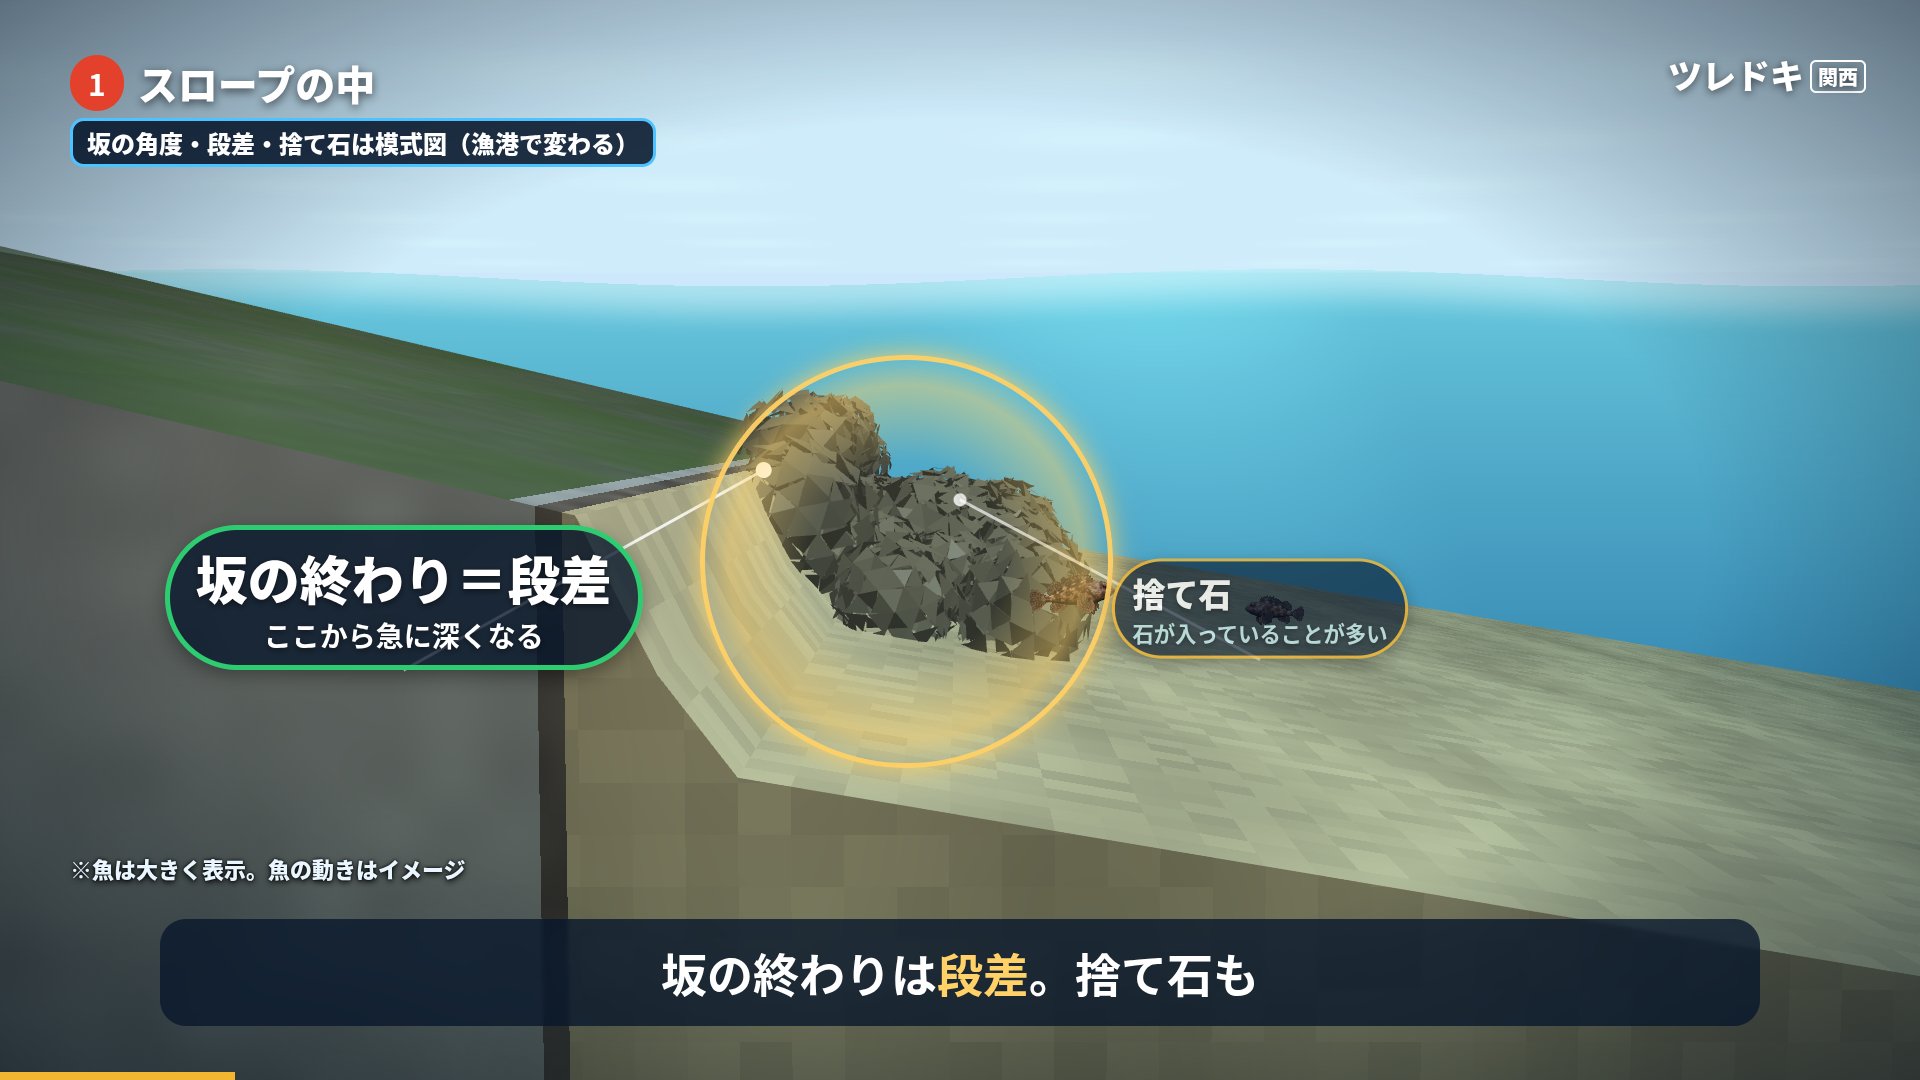 1 スロープの中
坂の角度・段差・捨て石は模式図（漁港で変わる）
ツレドキ 関西
坂の終わり＝段差
ここから急に深くなる
捨て石
石が入っていることが多い
※魚は大きく表示。魚の動きはイメージ
坂の終わりは段差。捨て石も